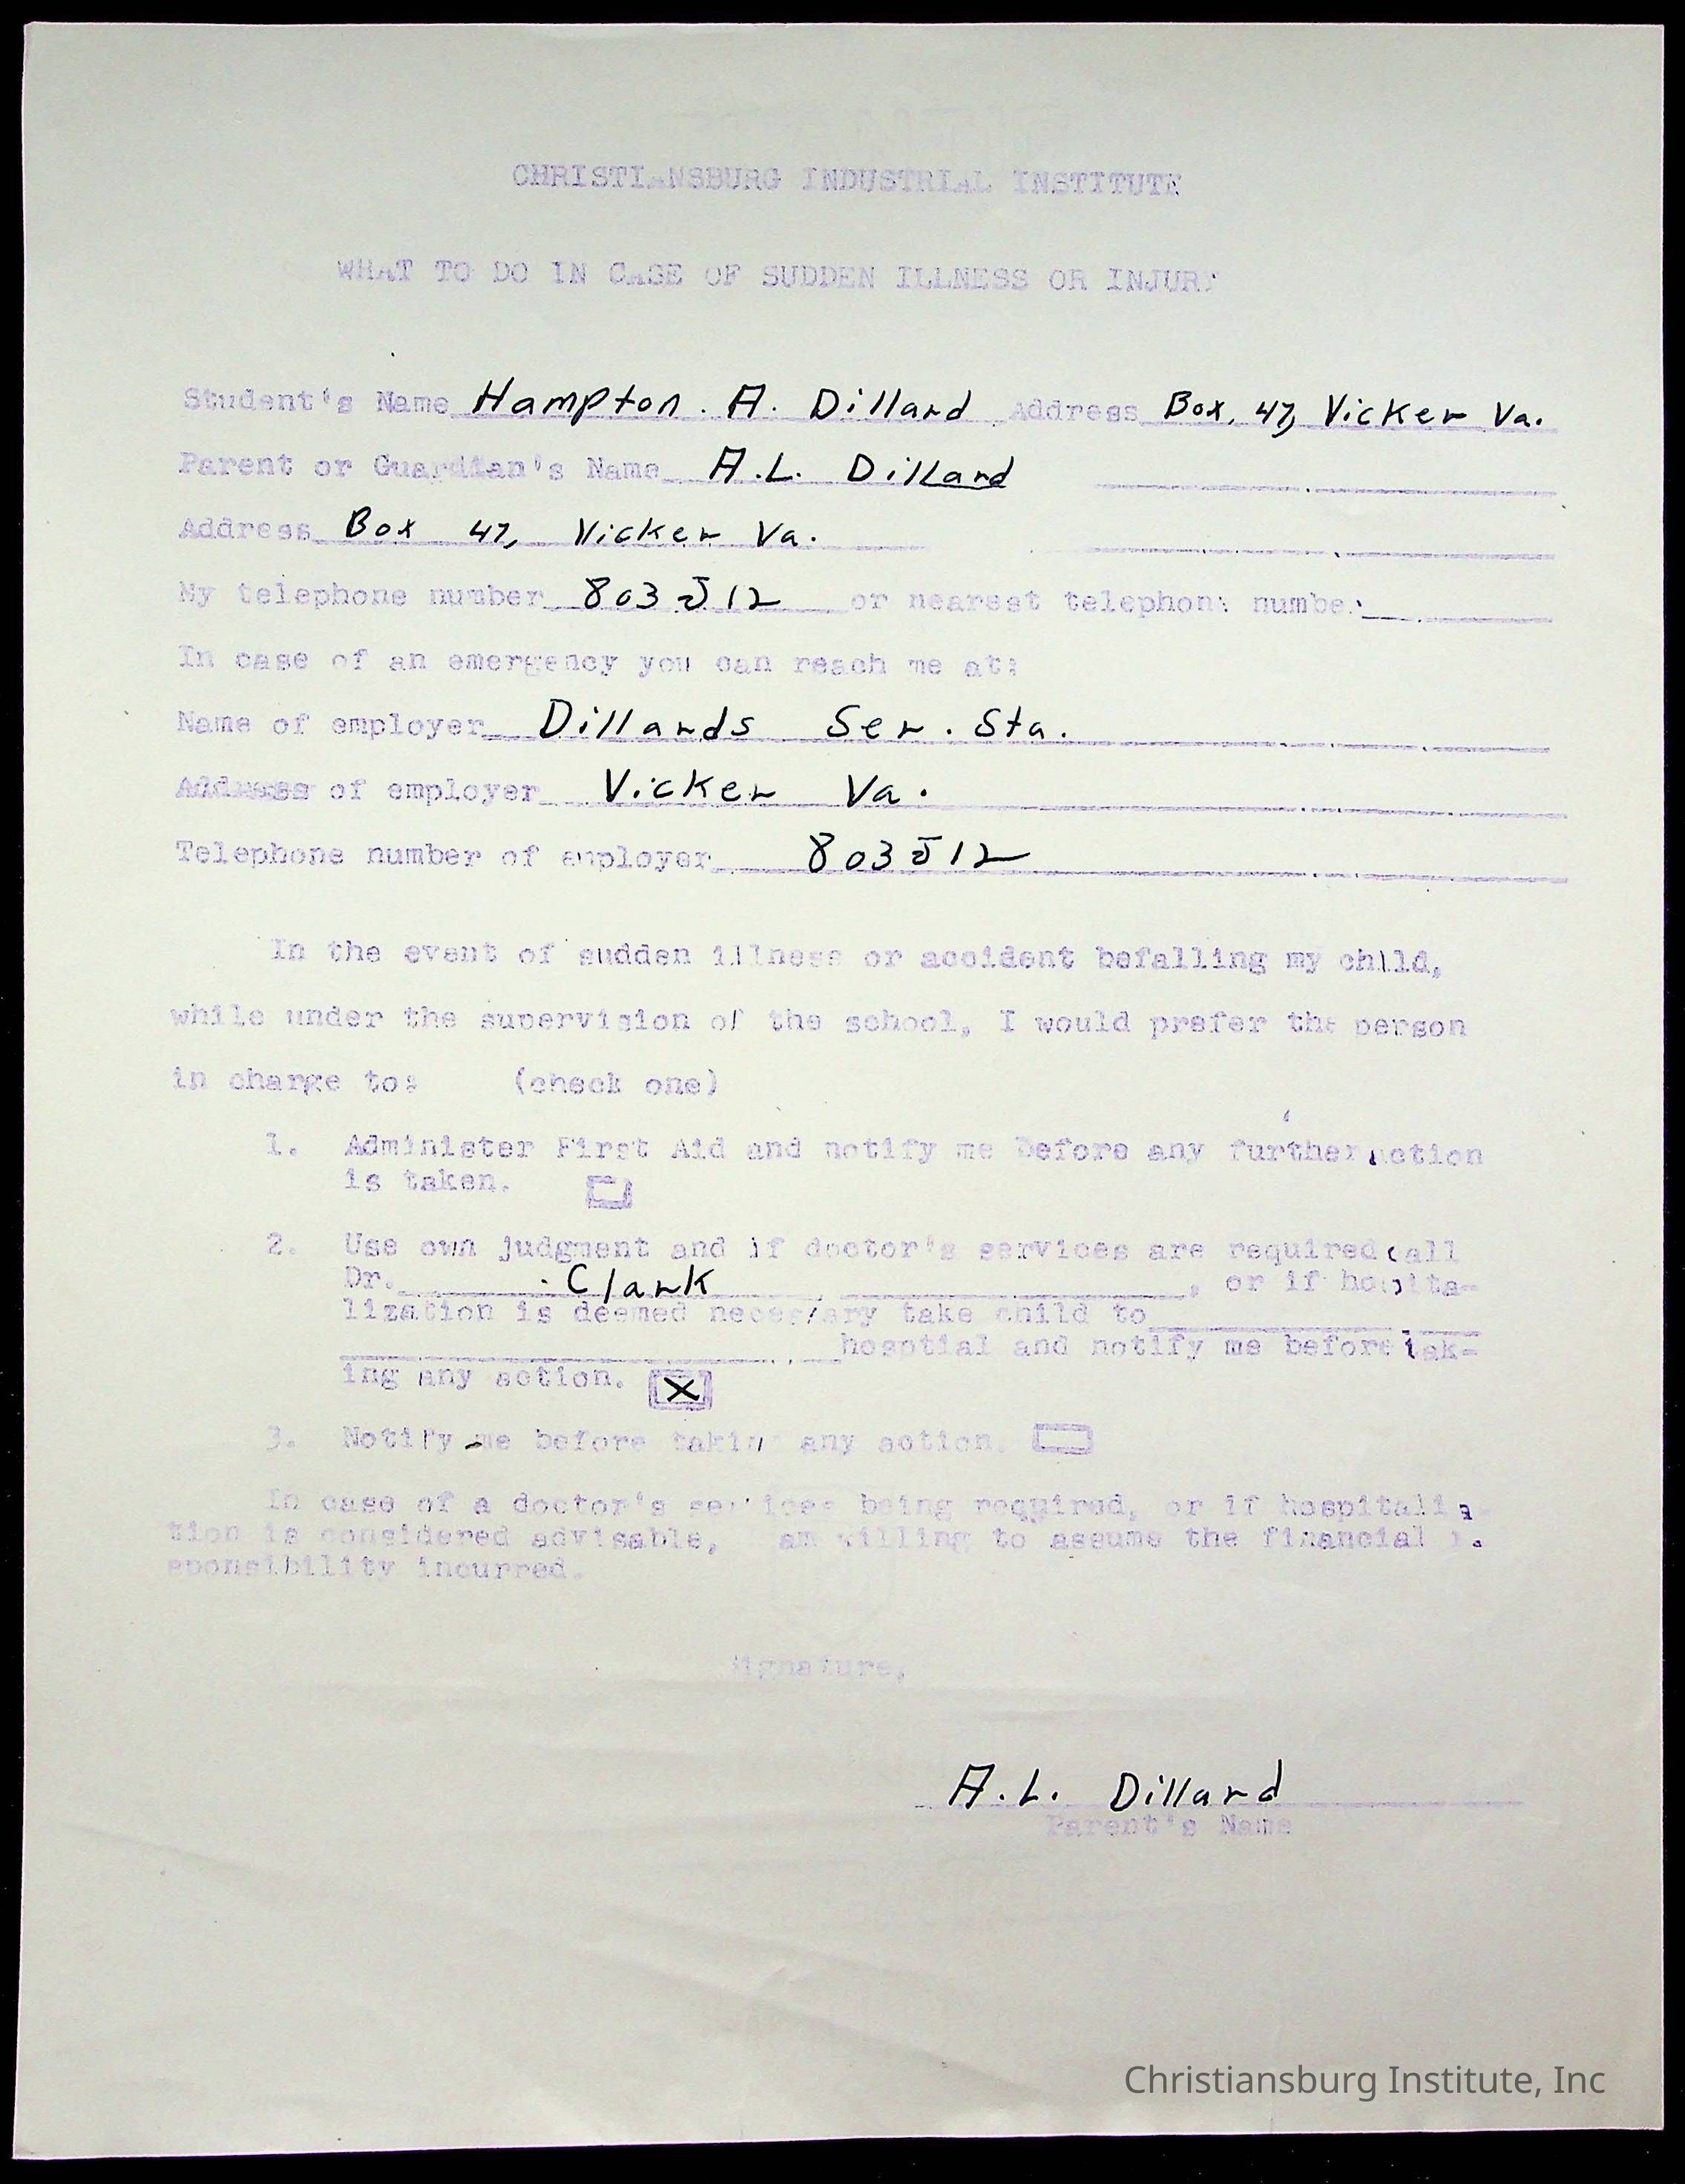 CHRISTIANSBURG INDUSTRIAL INSTITUTE
WHAT TO DO IN CASE OF SUDDEN ILLNESS OR INJURY
Student's Name Hampton. A. Dillard Address Box, 47, Vicker Va.
Parent or Guardian's Name A.L. Dillard
Address Box 47, Vicker Va.
My telephone number 803 J 12 or nearest telephone number
In case of an emergency you can reach me at:
Name of employer Dillards Ser. Sta.
Address of employer Vicker Va.
Telephone number of employer 803 J 12
In the event of sudden illness or accident befalling my child,
while under the supervision of the school, I would prefer the person
in charge to: (check one)
1. Administer First Aid and notify me before any further action
is taken.
2. Use own judgment and if doctor's services are required call
Dr. Clark, or if hospita-
lization is deemed necessary take child to
hosptial and notify me before tak-
ing any action. X
3. Notify me before taking any action.
In case of a doctor's services being required, or if hospitaliza-
tion is considered advisable, am willing to assume the financial re-
sponsibility incurred.
Signature,
A.L. Dillard
Parent's Name
Christiansburg Institute, Inc